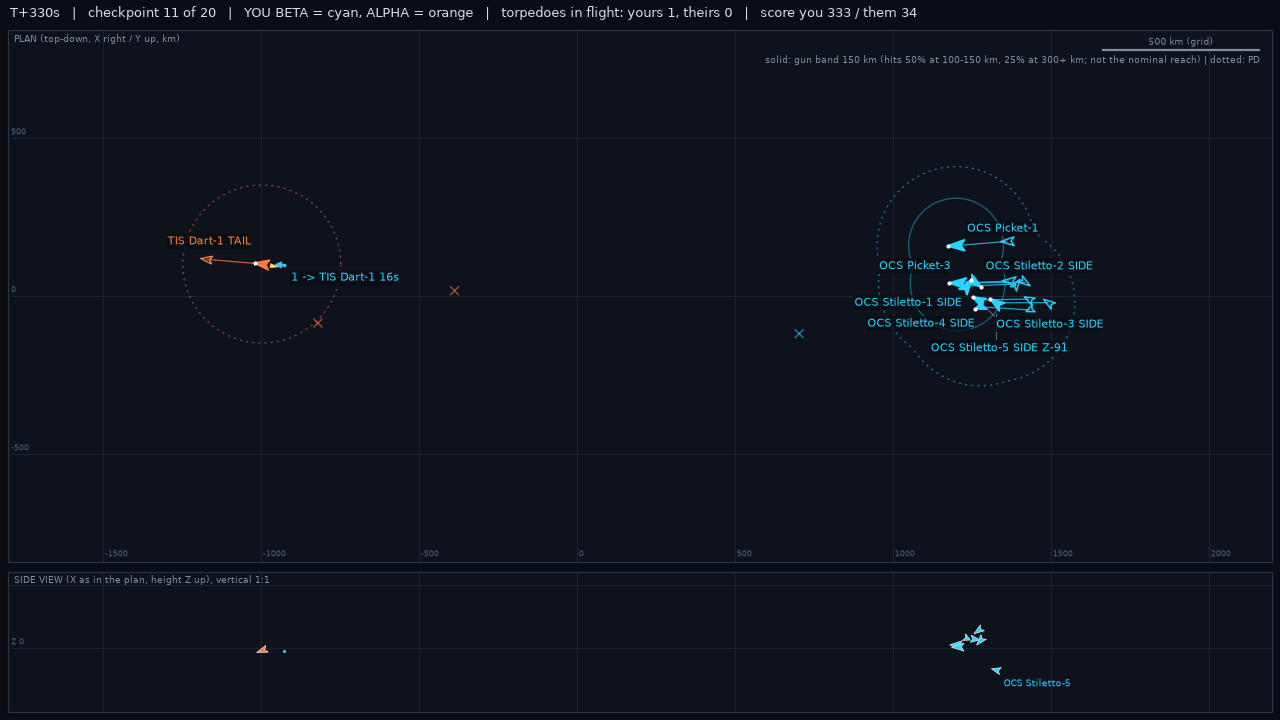 T+330s | checkpoint 11 of 20 | YOU BETA = cyan, ALPHA = orange | torpedoes in flight: yours 1, theirs 0 | score you 333 / them 34
PLAN (top-down, X right / Y up, km)
500 km (grid)
solid: gun band 150 km (hits 50% at 100-150 km, 25% at 300+ km; not the nominal reach) | dotted: PD
500
OCS Picket-1
TIS Dart-1 TAIL
OCS Picket-3
OCS Stiletto-2 SIDE
1 -> TIS Dart-1 16s
0
OCS Stiletto-1 SIDE
OCS Stiletto-4 SIDE
OCS Stiletto-3 SIDE
OCS Stiletto-5 SIDE Z-91
-500
-1500
-1000
-500
0
500
1000
1500
2000
SIDE VIEW (X as in the plan, height Z up), vertical 1:1
Z 0
OCS Stiletto-5